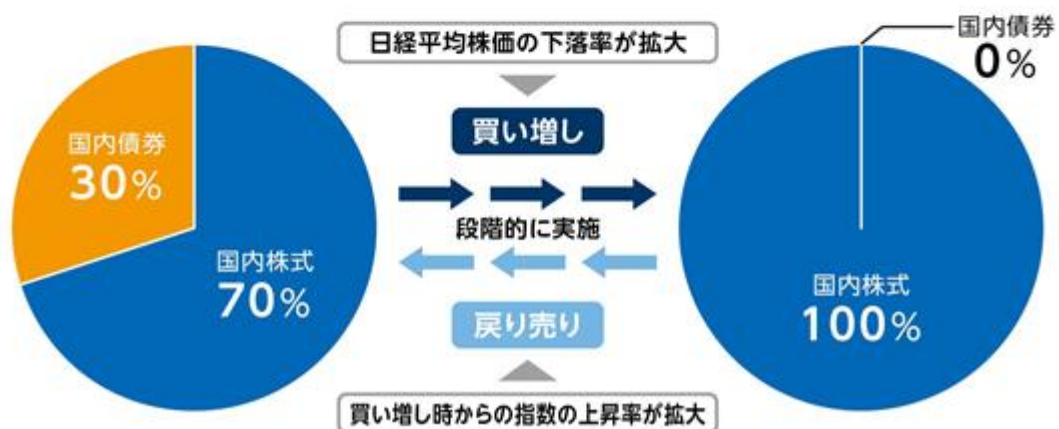 日経平均株価の下落率が拡大
国内債券
0%
買い増し
国内債券
30%
段階的に実施
国内株式
70%
国内株式
100%
戻り売り
買い増し時からの指数の上昇率が拡大